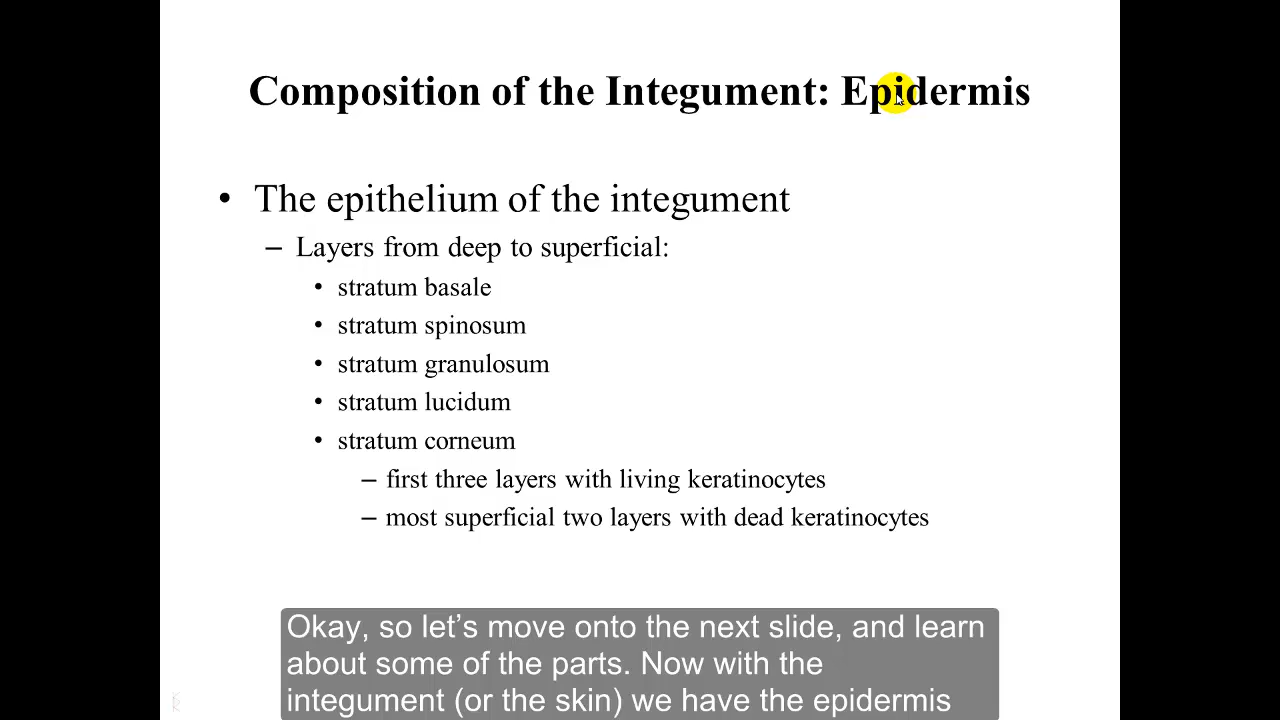 Composition of the Integument: Epidermis
• The epithelium of the integument
– Layers from deep to superficial:
• stratum basale
• stratum spinosum
• stratum granulosum
• stratum lucidum
• stratum corneum
– first three layers with living keratinocytes
– most superficial two layers with dead keratinocytes
Okay, so let’s move onto the next slide, and learn
about some of the parts. Now with the
integument (or the skin) we have the epidermis